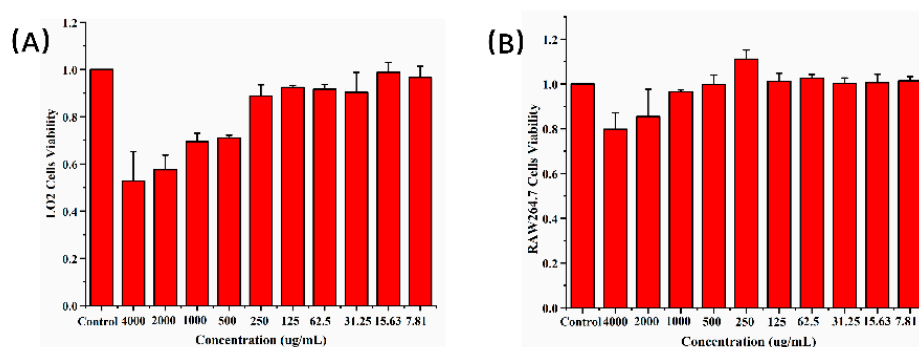 (A)
LO2 Cells Viability
1.2
1.0
0.8
0.6
0.4
0.2
0.0
Control 4000 2000 1000 500 250 125 62.5 31.25 15.63 7.81
Concentration (ug/mL)
(B)
RAW264.7 Cells Viability
1.2
1.0
0.8
0.6
0.4
0.2
0.0
Control 4000 2000 1000 500 250 125 62.5 31.25 15.63 7.81
Concentration (ug/mL)